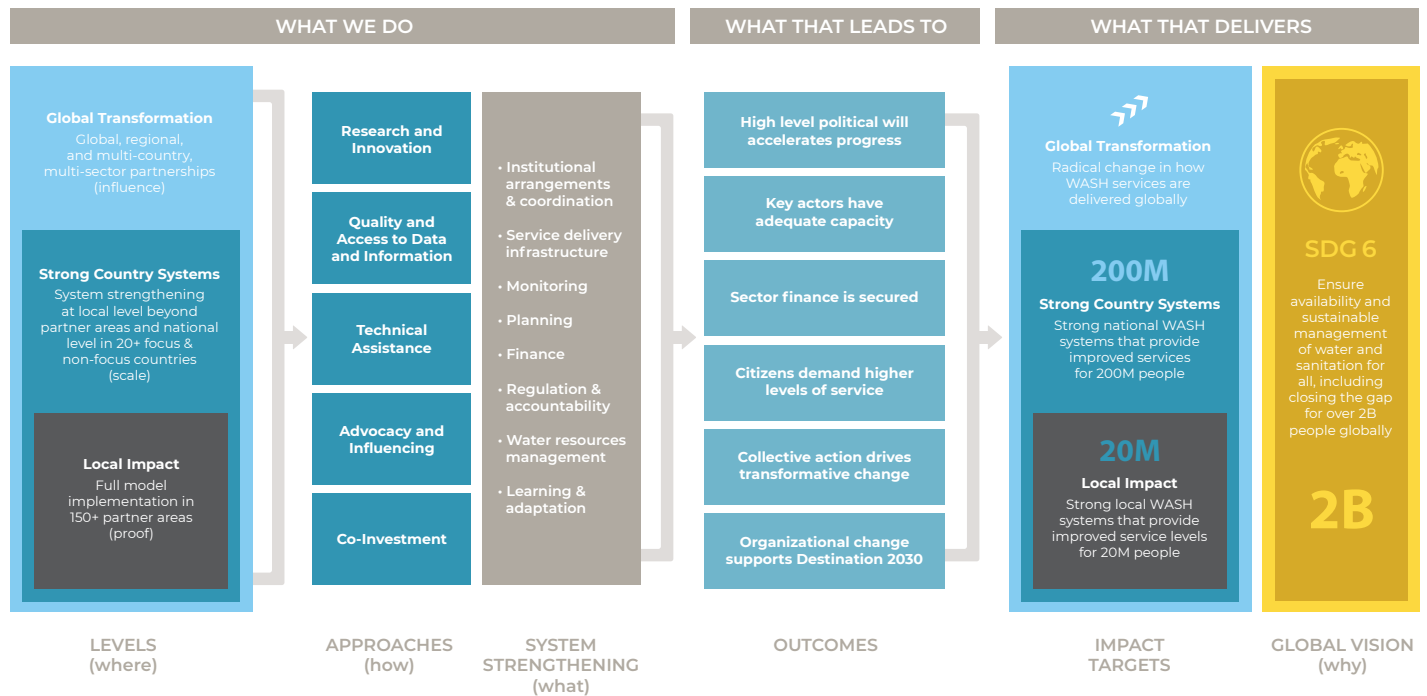 WHAT WE DO
WHAT THAT LEADS TO
WHAT THAT DELIVERS
Global Transformation
Global, regional,
and multi-country,
multi-sector partnerships
(influence)
Strong Country Systems
System strengthening
at local level beyond
partner areas and national
level in 20+ focus &
non-focus countries
(scale)
Local Impact
Full model
implementation in
150+ partner areas
(proof)
Research and
Innovation
Quality and
Access to Data
and Information
Technical
Assistance
Advocacy and
Influencing
Co-Investment
• Institutional
arrangements
& coordination
• Service delivery
infrastructure
• Monitoring
• Planning
• Finance
• Regulation &
accountability
• Water resources
management
• Learning &
adaptation
High level political will
accelerates progress
Key actors have
adequate capacity
Sector finance is secured
Citizens demand higher
levels of service
Collective action drives
transformative change
Organizational change
supports Destination 2030
Global Transformation
Radical change in how
WASH services are
delivered globally
200M
Strong Country Systems
Strong national WASH
systems that provide
improved services
for 200M people
20M
Local Impact
Strong local WASH
systems that provide
improved service levels
for 20M people
SDG 6
Ensure
availability and
sustainable
management
of water and
sanitation for
all, including
closing the gap
for over 2B
people globally
2B
LEVELS
(where)
APPROACHES
(how)
SYSTEM
STRENGTHENING
(what)
OUTCOMES
IMPACT
TARGETS
GLOBAL VISION
(why)